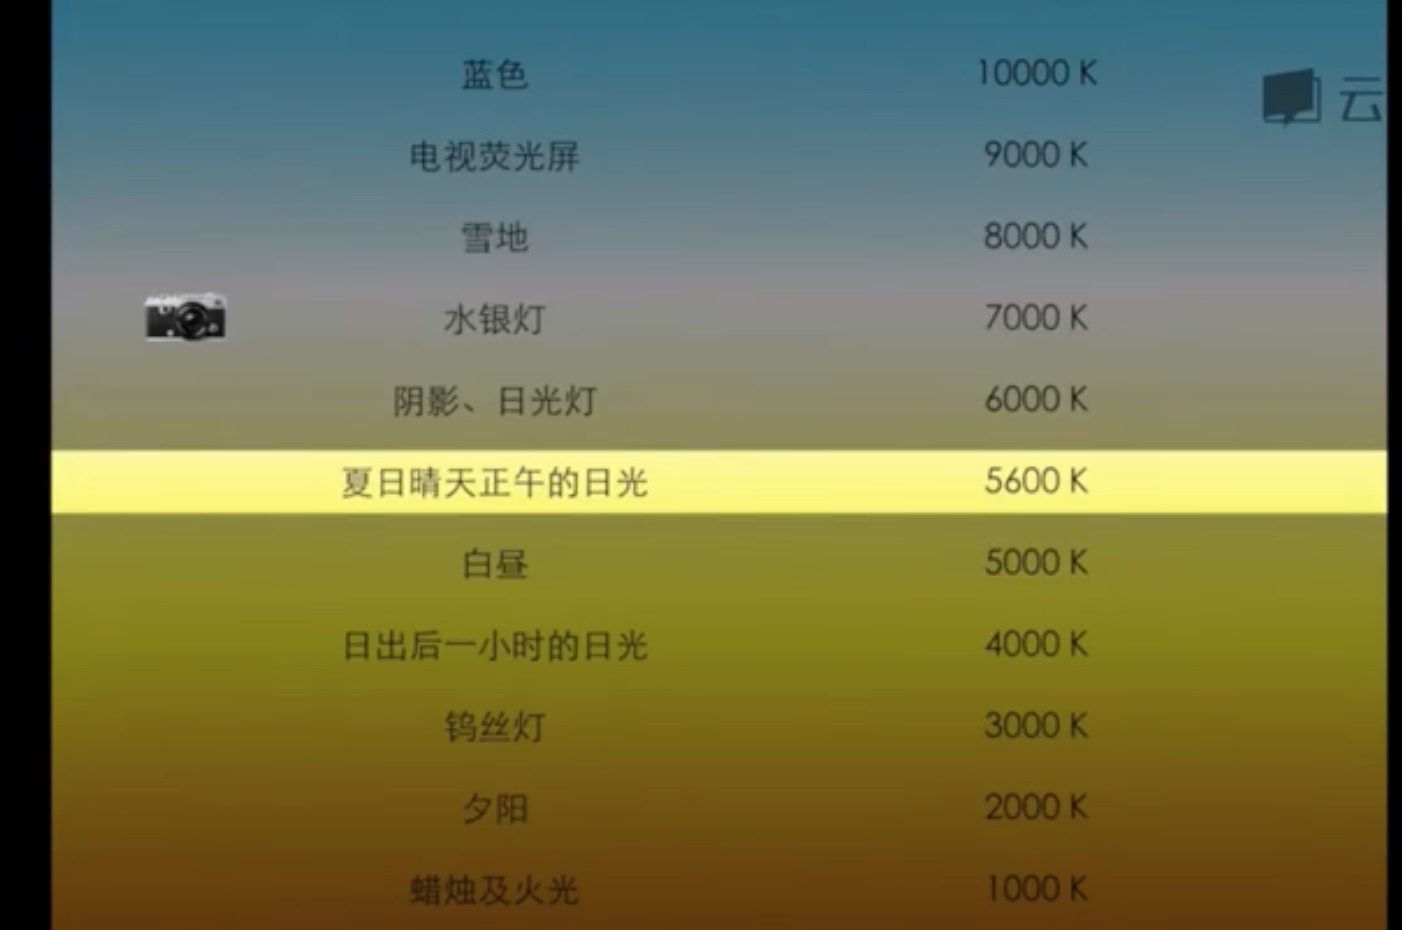 蓝色 10000 K
云
电视荧光屏 9000 K
雪地 8000 K
水银灯 7000 K
阴影、日光灯 6000 K
夏日晴天正午的日光 5600 K
白昼 5000 K
日出后一小时的日光 4000 K
钨丝灯 3000 K
夕阳 2000 K
蜡烛及火光 1000 K